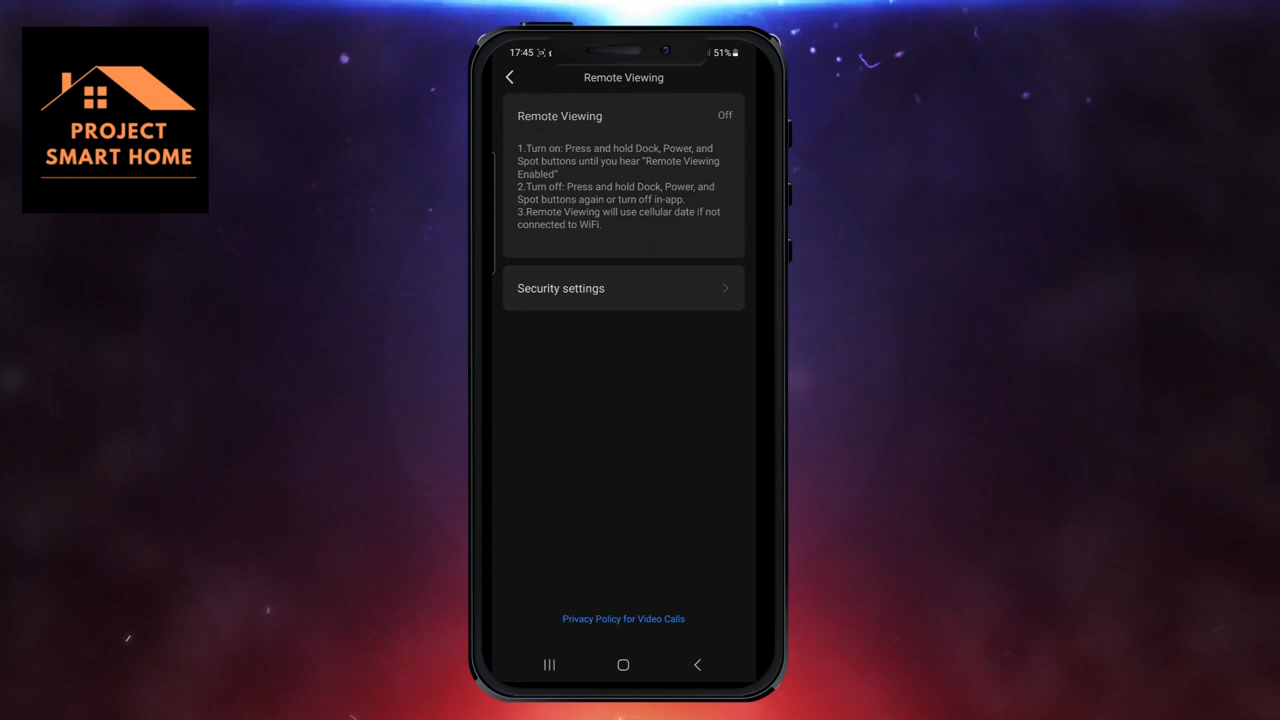 PROJECT
SMART HOME
17:45
51%
Remote Viewing
Remote Viewing
Off
1.Turn on: Press and hold Dock, Power, and
Spot buttons until you hear "Remote Viewing
Enabled"
2.Turn off: Press and hold Dock, Power, and
Spot buttons again or turn off in-app.
3.Remote Viewing will use cellular date if not
connected to WiFi.
Security settings
Privacy Policy for Video Calls